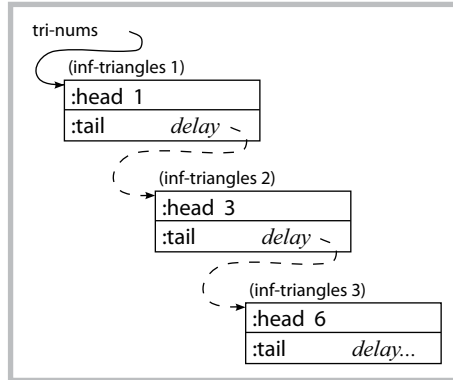 tri-nums
(inf-triangles 1)
:head 1
:tail delay
(inf-triangles 2)
:head 3
:tail delay
(inf-triangles 3)
:head 6
:tail delay...